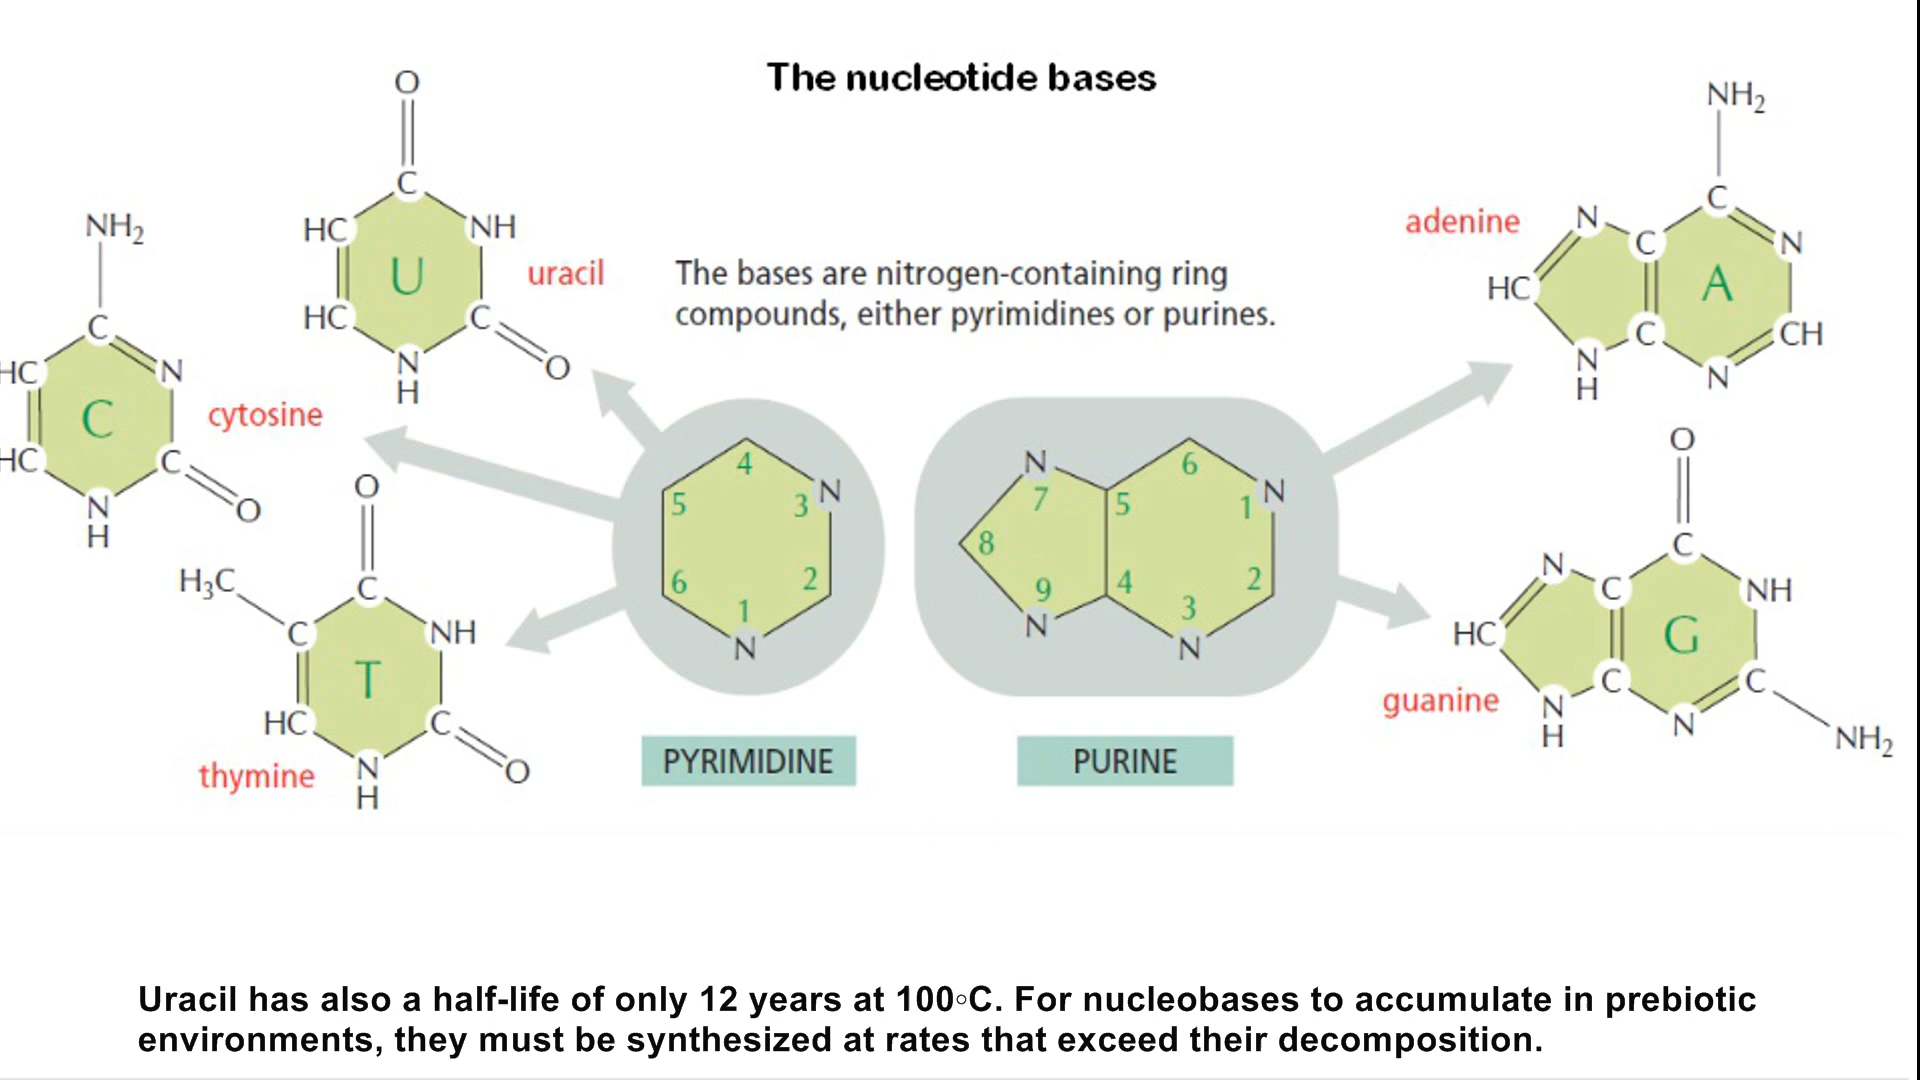 The nucleotide bases
O
C
HC
NH
U
HC
C
N
H
O
uracil
The bases are nitrogen-containing ring
compounds, either pyrimidines or purines.
NH2
C
HC
N
C
HC
C
N
H
O
cytosine
O
H3C
C
C
NH
T
HC
C
N
H
O
thymine
4
5
3 N
6
2
1
N
PYRIMIDINE
N
7
5
6
1 N
8
9
4
2
3
N
N
PURINE
adenine
NH2
N
C
C
N
HC
A
N
H
C
CH
N
O
C
N
C
NH
HC
G
N
H
C
C
N
NH2
guanine
Uracil has also a half-life of only 12 years at 100◦C. For nucleobases to accumulate in prebiotic
environments, they must be synthesized at rates that exceed their decomposition.